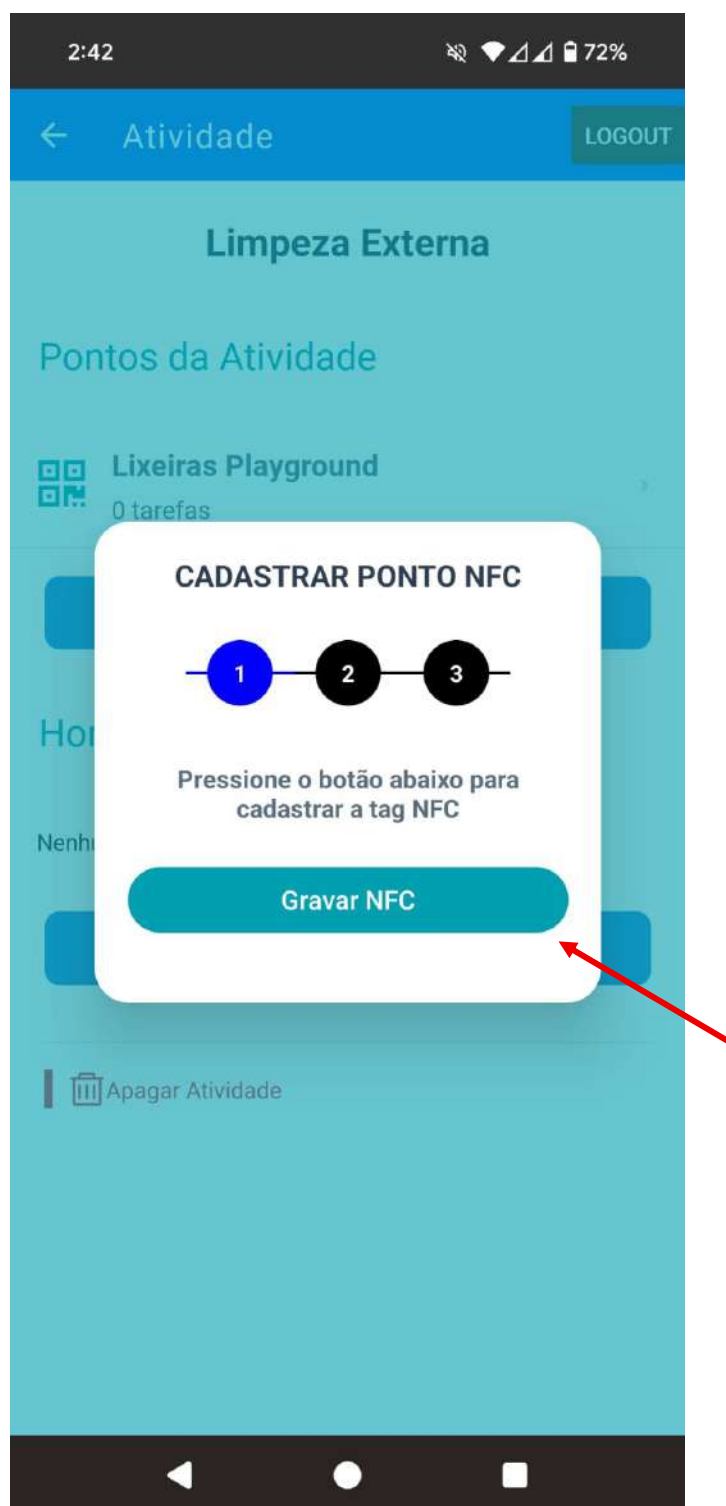 2:42
72%
Atividade
LOGOUT
Limpeza Externa
Pontos da Atividade
Lixeiras Playground
0 tarefas
CADASTRAR PONTO NFC
1 2 3
Pressione o botão abaixo para
cadastrar a tag NFC
Gravar NFC
Apagar Atividade